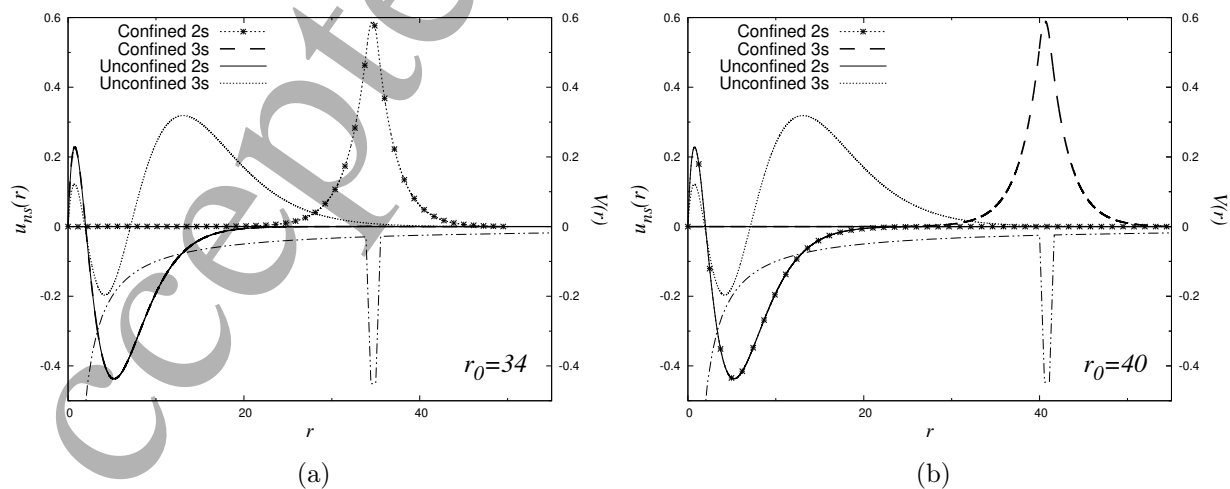 Confined 2s
Confined 3s
Unconfined 2s
Unconfined 3s
0.6
0.4
0.2
0
-0.2
-0.4
u_ns(r)
0.6
0.4
0.2
0
-0.2
-0.4
V(r)
r_0=34
0
20
40
r
(a)
Confined 2s
Confined 3s
Unconfined 2s
Unconfined 3s
0.6
0.4
0.2
0
-0.2
-0.4
u_ns(r)
0.6
0.4
0.2
0
-0.2
-0.4
V(r)
r_0=40
0
20
40
r
(b)
ccepte